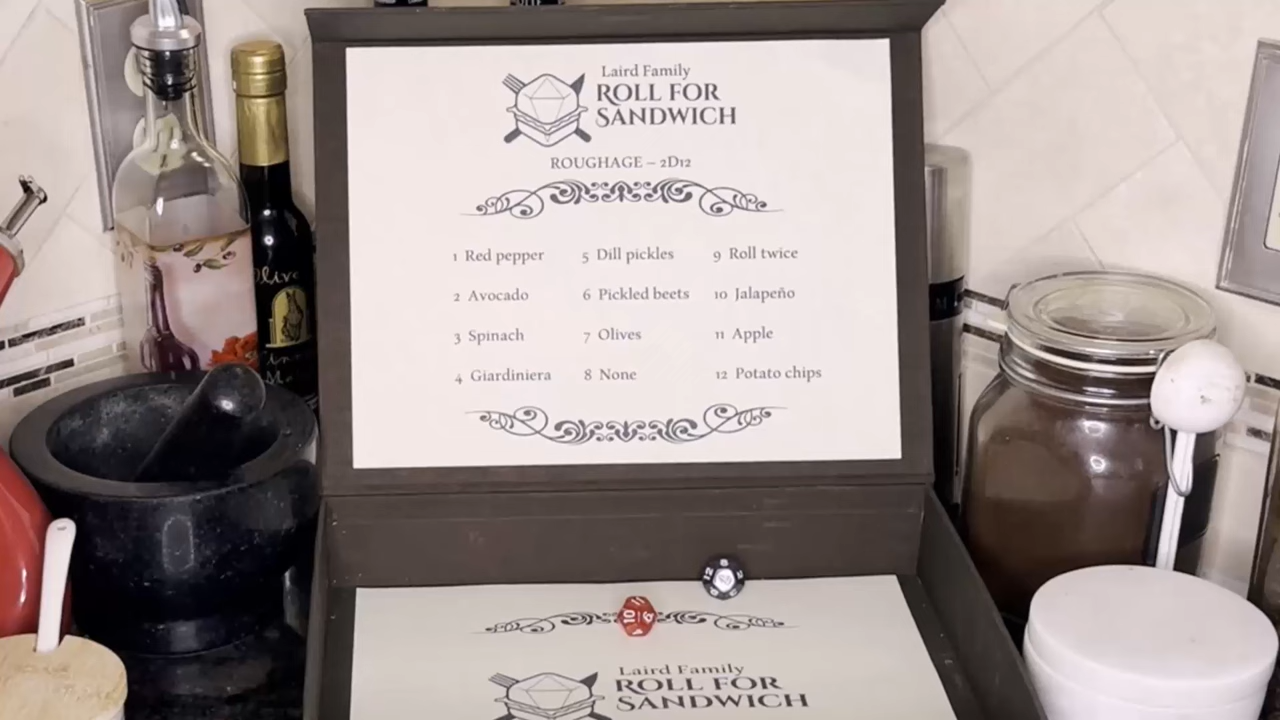 Laird Family
ROLL FOR
SANDWICH
ROUGHAGE – 2D12
1 Red pepper
5 Dill pickles
9 Roll twice
2 Avocado
6 Pickled beets
10 Jalapeño
3 Spinach
7 Olives
11 Apple
4 Giardiniera
8 None
12 Potato chips
12
10
Laird Family
ROLL FOR
SANDWICH